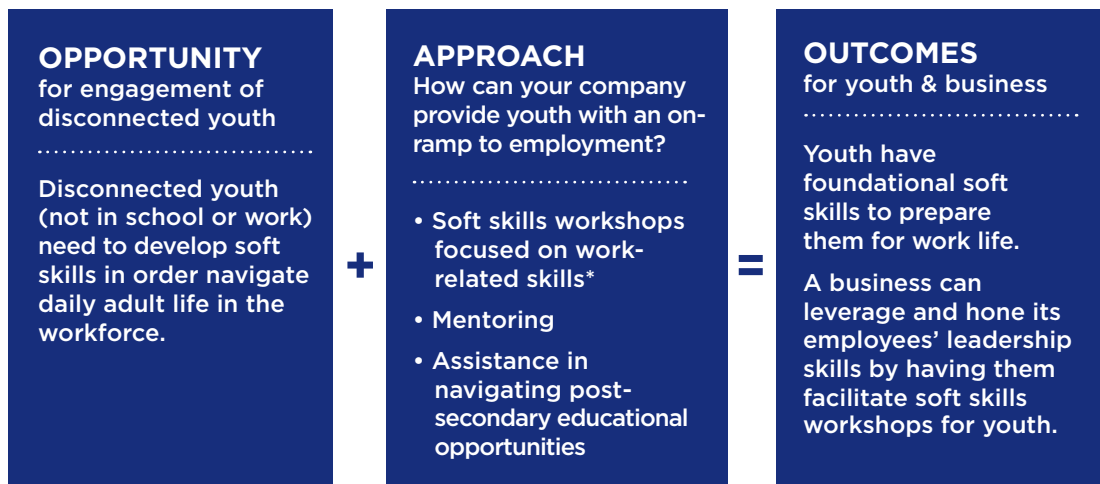 OPPORTUNITY
for engagement of
disconnected youth
Disconnected youth
(not in school or work)
need to develop soft
skills in order navigate
daily adult life in the
workforce.
+
APPROACH
How can your company
provide youth with an on-
ramp to employment?
• Soft skills workshops
focused on work-
related skills*
• Mentoring
• Assistance in
navigating post-
secondary educational
opportunities
=
OUTCOMES
for youth & business
Youth have
foundational soft
skills to prepare
them for work life.
A business can
leverage and hone its
employees’ leadership
skills by having them
facilitate soft skills
workshops for youth.